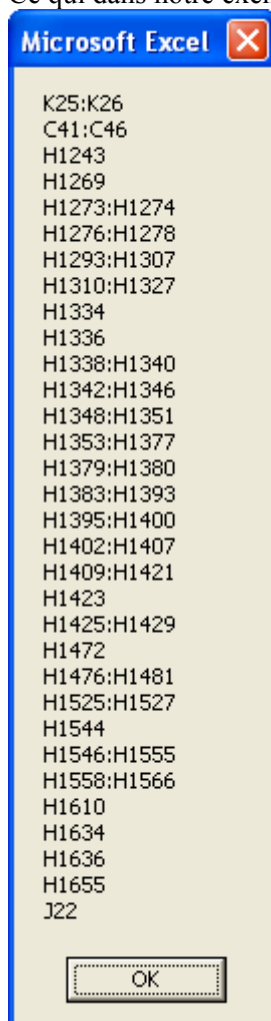 Microsoft Excel
K25:K26
C41:C46
H1243
H1269
H1273:H1274
H1276:H1278
H1293:H1307
H1310:H1327
H1334
H1336
H1338:H1340
H1342:H1346
H1348:H1351
H1353:H1377
H1379:H1380
H1383:H1393
H1395:H1400
H1402:H1407
H1409:H1421
H1423
H1425:H1429
H1472
H1476:H1481
H1525:H1527
H1544
H1546:H1555
H1558:H1566
H1610
H1634
H1636
H1655
J22
OK